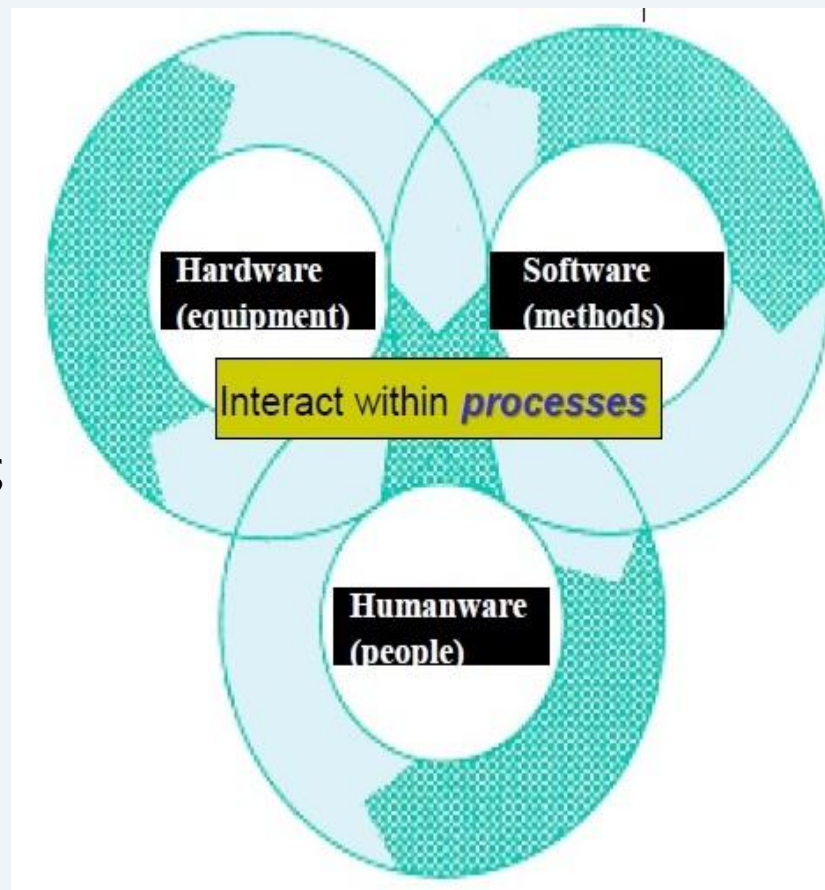 Hardware
(equipment)
Software
(methods)
Interact within processes
Humanware
(people)